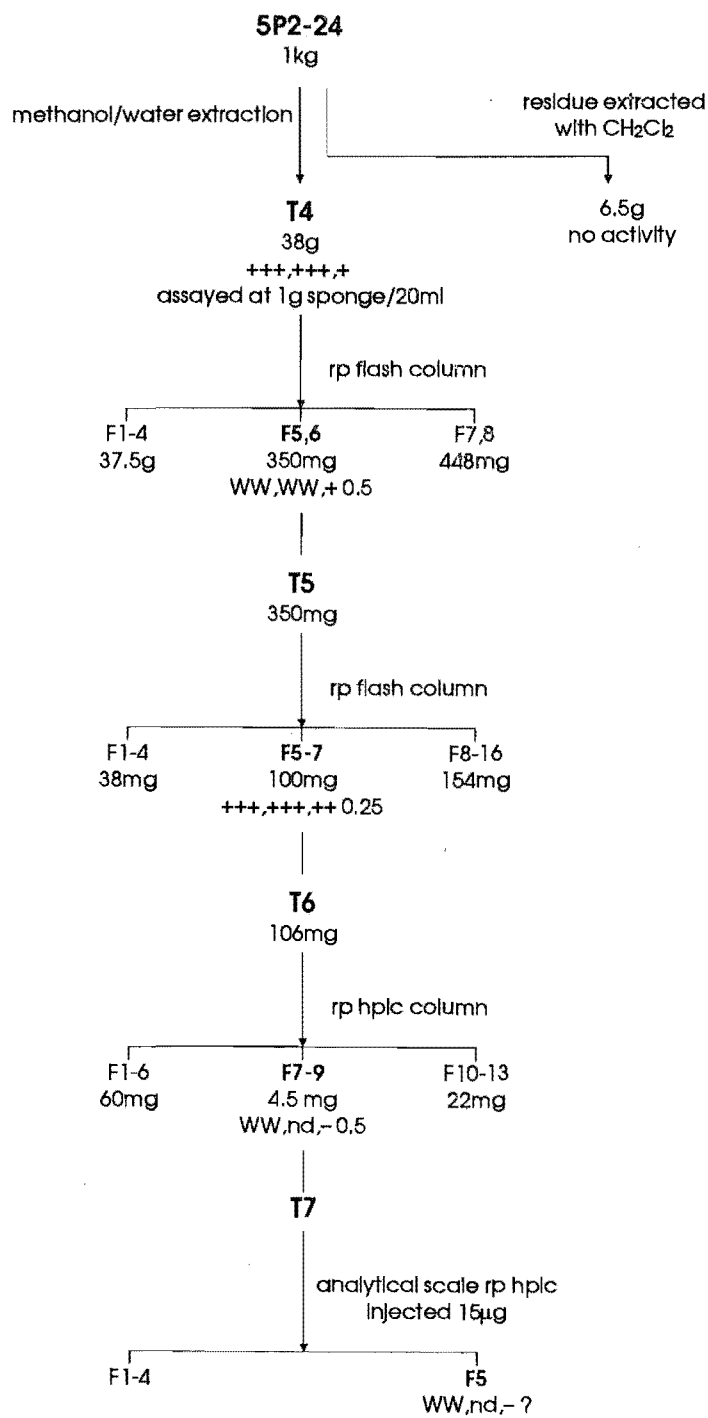 5P2-24
1kg
methanol/water extraction
residue extracted
with CH₂Cl₂
T4
38g
+++,+++,+
assayed at 1g sponge/20ml
6.5g
no activity
rp flash column
F1-4
37.5g
F5,6
350mg
WW,WW,+ 0.5
F7,8
448mg
T5
350mg
rp flash column
F1-4
38mg
F5-7
100mg
+++,+++,++ 0.25
F8-16
154mg
T6
106mg
rp hplc column
F1-6
60mg
F7-9
4.5 mg
WW,nd,- 0.5
F10-13
22mg
T7
analytical scale rp hplc
injected 15µg
F1-4
F5
WW,nd,- ?